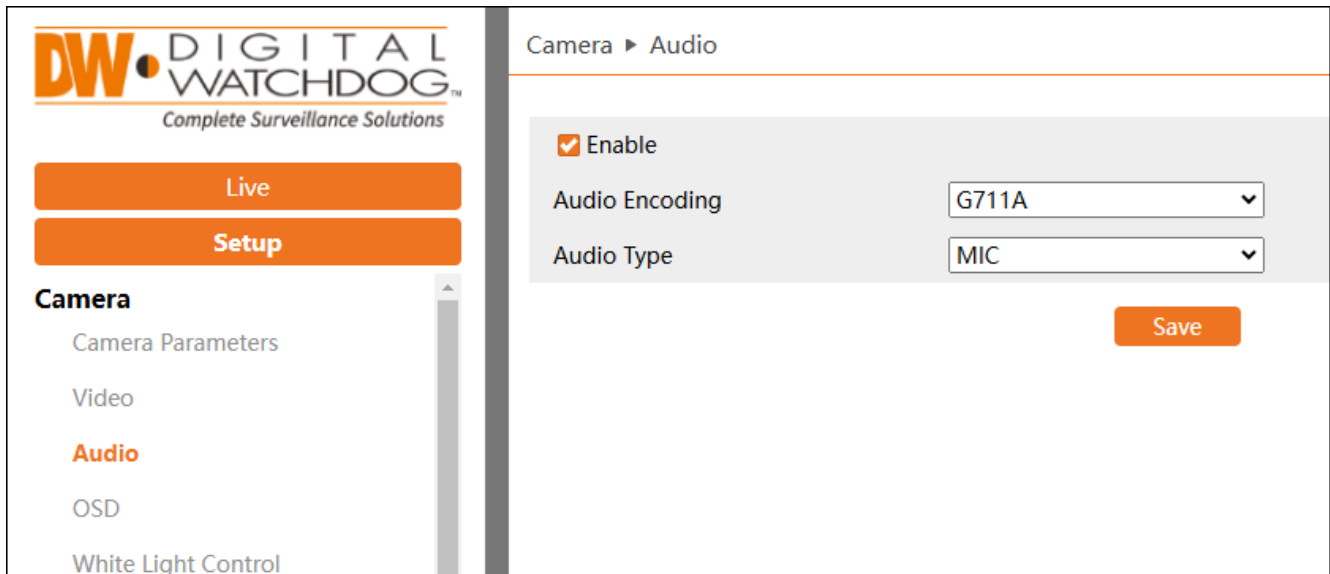 DW DIGITAL
WATCHDOG™
Complete Surveillance Solutions
Live
Setup
Camera
Camera Parameters
Video
Audio
OSD
White Light Control
Camera ▶ Audio
Enable
Audio Encoding G711A
Audio Type MIC
Save